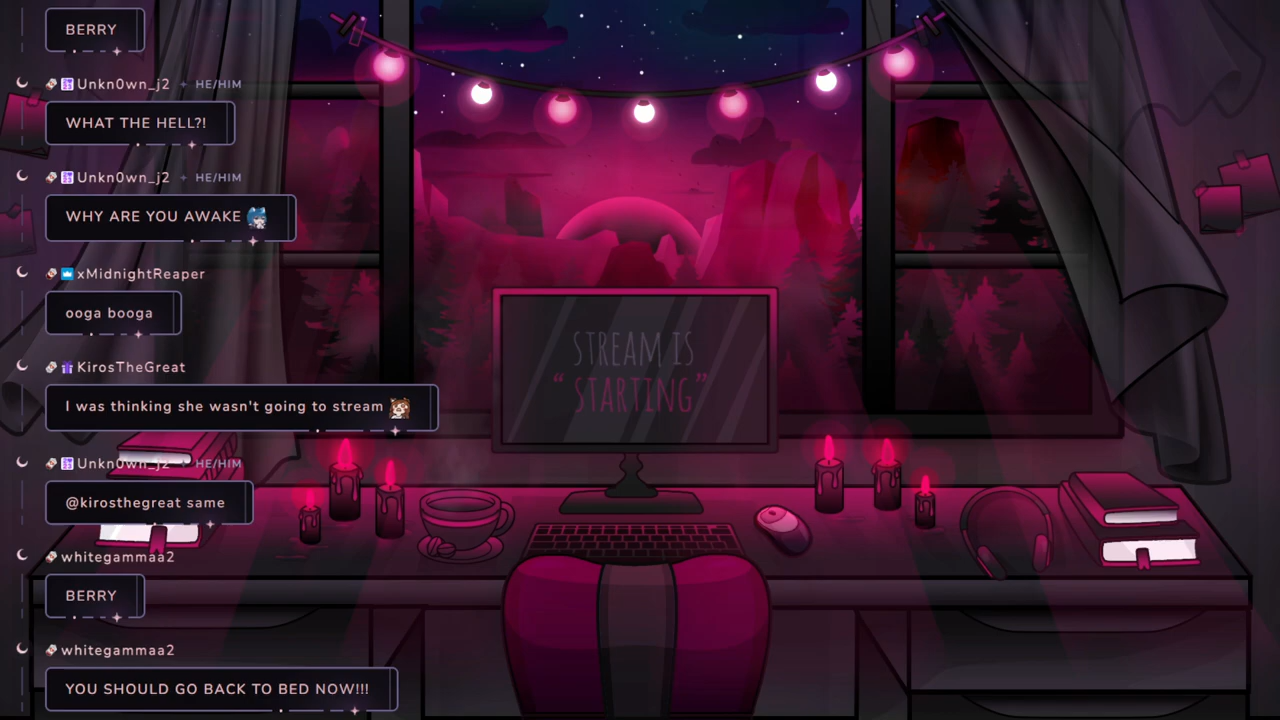 BERRY
Unkn0wn_j2 ✦ HE/HIM
WHAT THE HELL?!
Unkn0wn_j2 ✦ HE/HIM
WHY ARE YOU AWAKE
xMidnightReaper
ooga booga
KirosTheGreat
I was thinking she wasn't going to stream
Unkn0wn_j2 ✦ HE/HIM
@kirosthegreat same
whitegammaa2
BERRY
whitegammaa2
YOU SHOULD GO BACK TO BED NOW!!!
STREAM IS
“ STARTING”